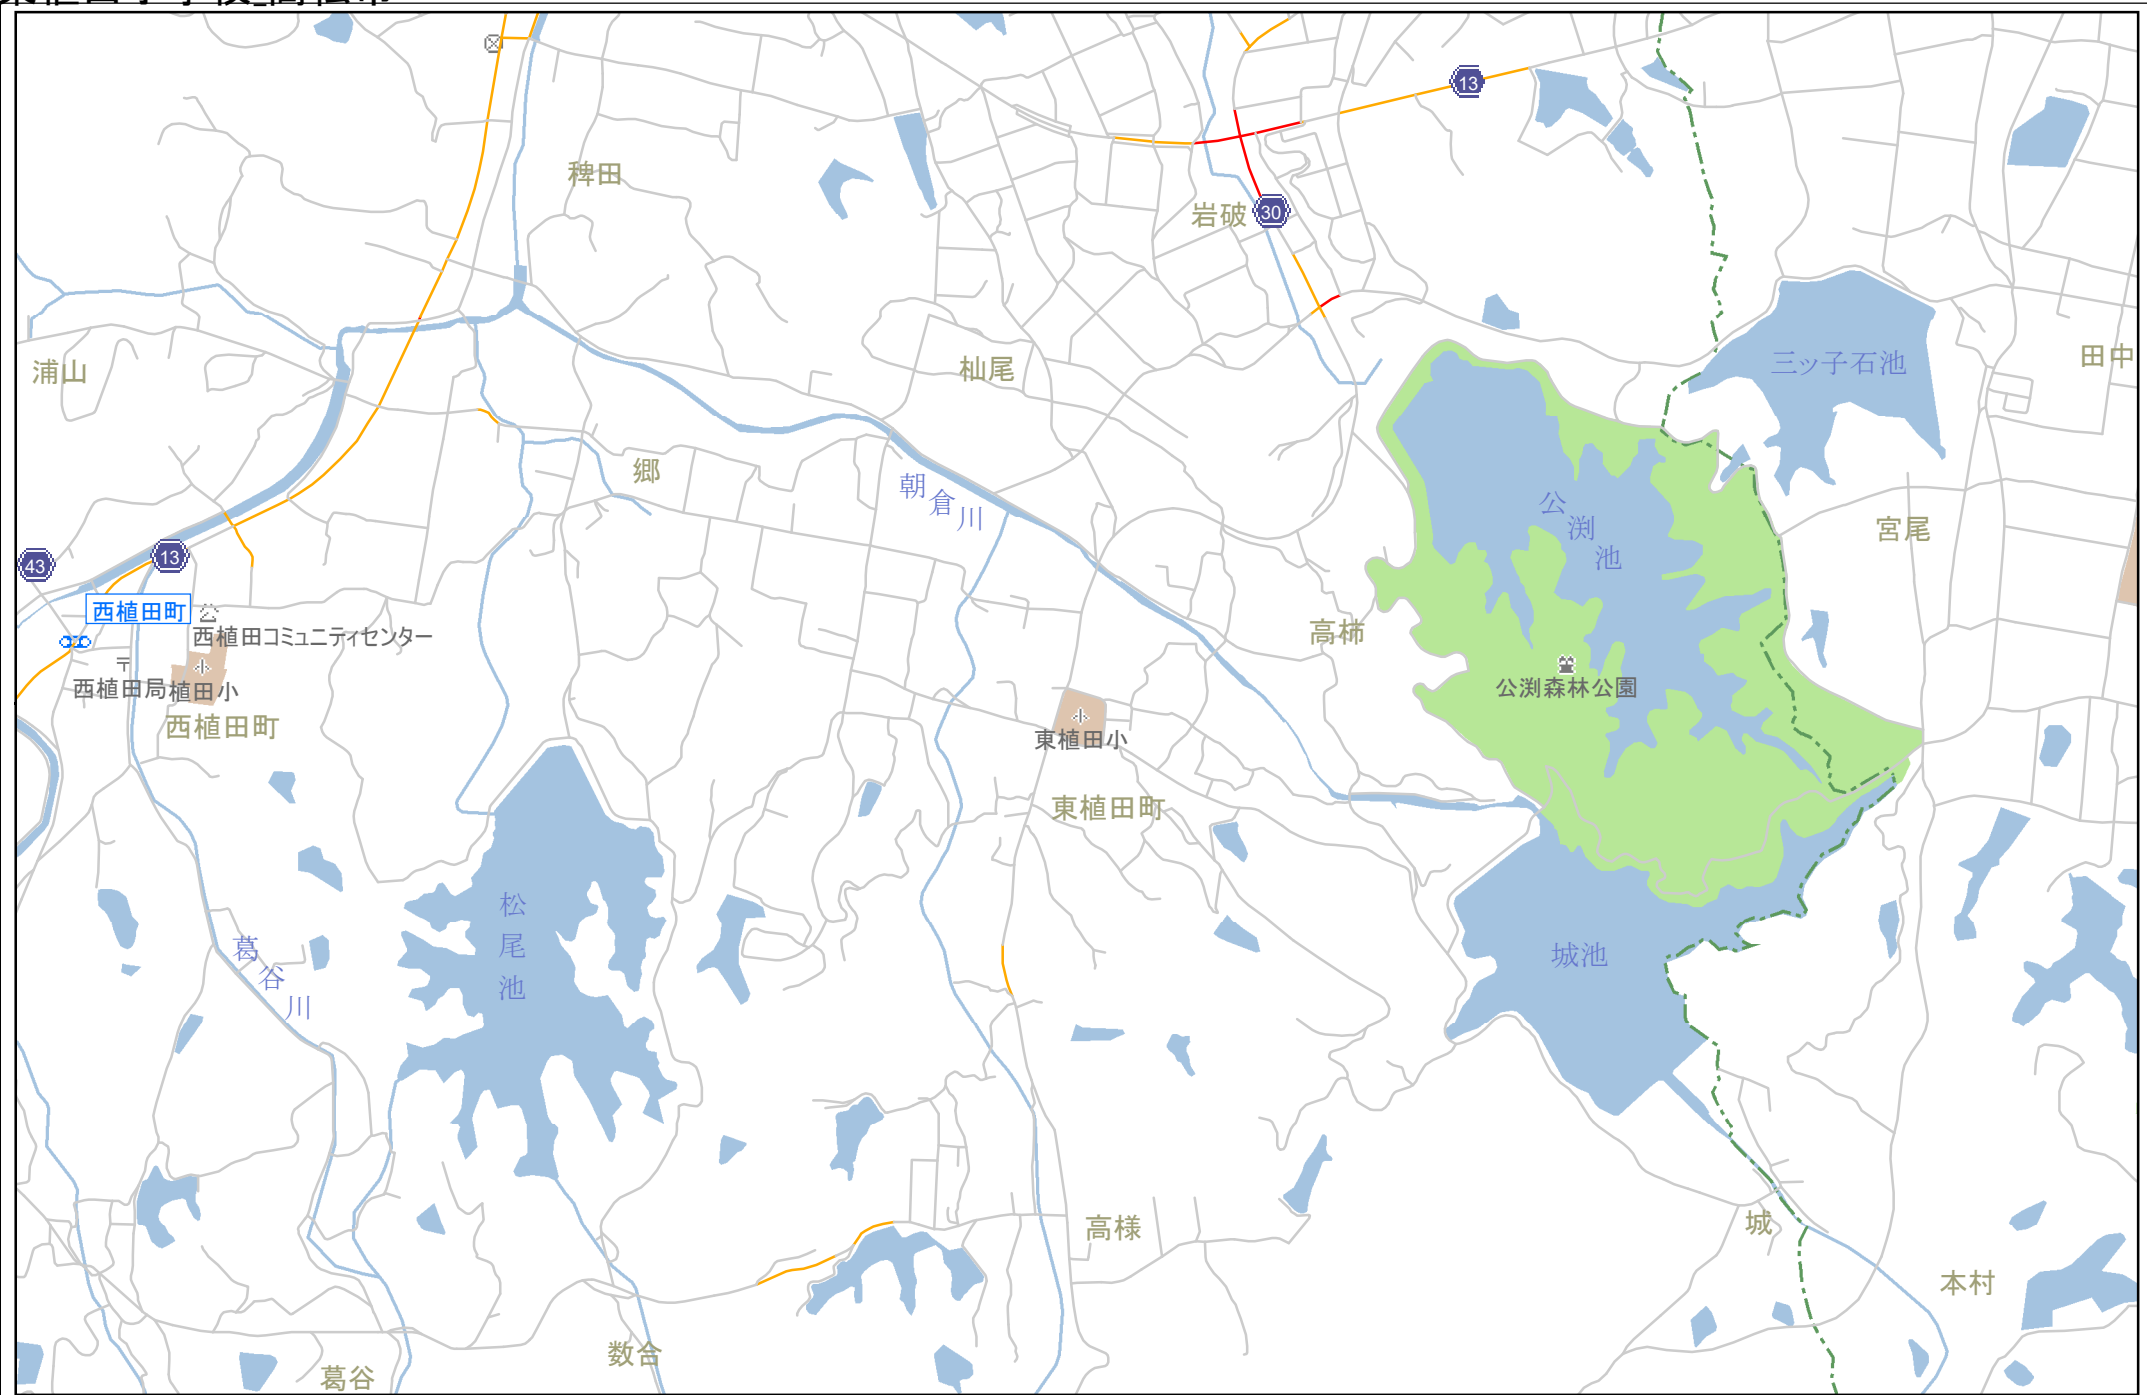 13
稗田
岩破
30
三ッ子石池
田中
浦山
杣尾
郷
朝倉川
公渕池
宮尾
43
13
西植田町
西植田コミュニティセンター
高柿
西植田局
植田小
公渕森林公園
西植田町
東植田小
東植田町
松尾池
葛谷川
城池
高様
城
本村
数合
葛谷